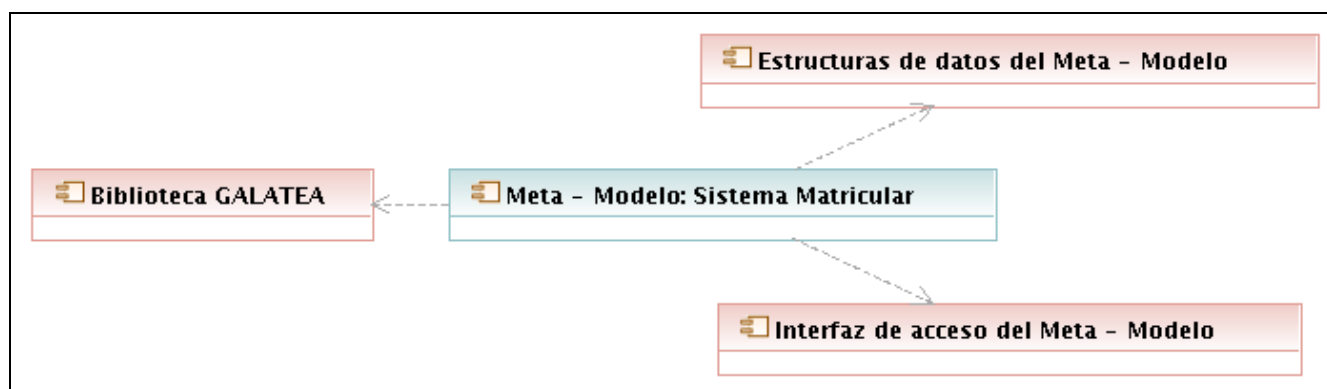 Estructuras de datos del Meta - Modelo
Biblioteca GALATEA
Meta - Modelo: Sistema Matricular
Interfaz de acceso del Meta - Modelo